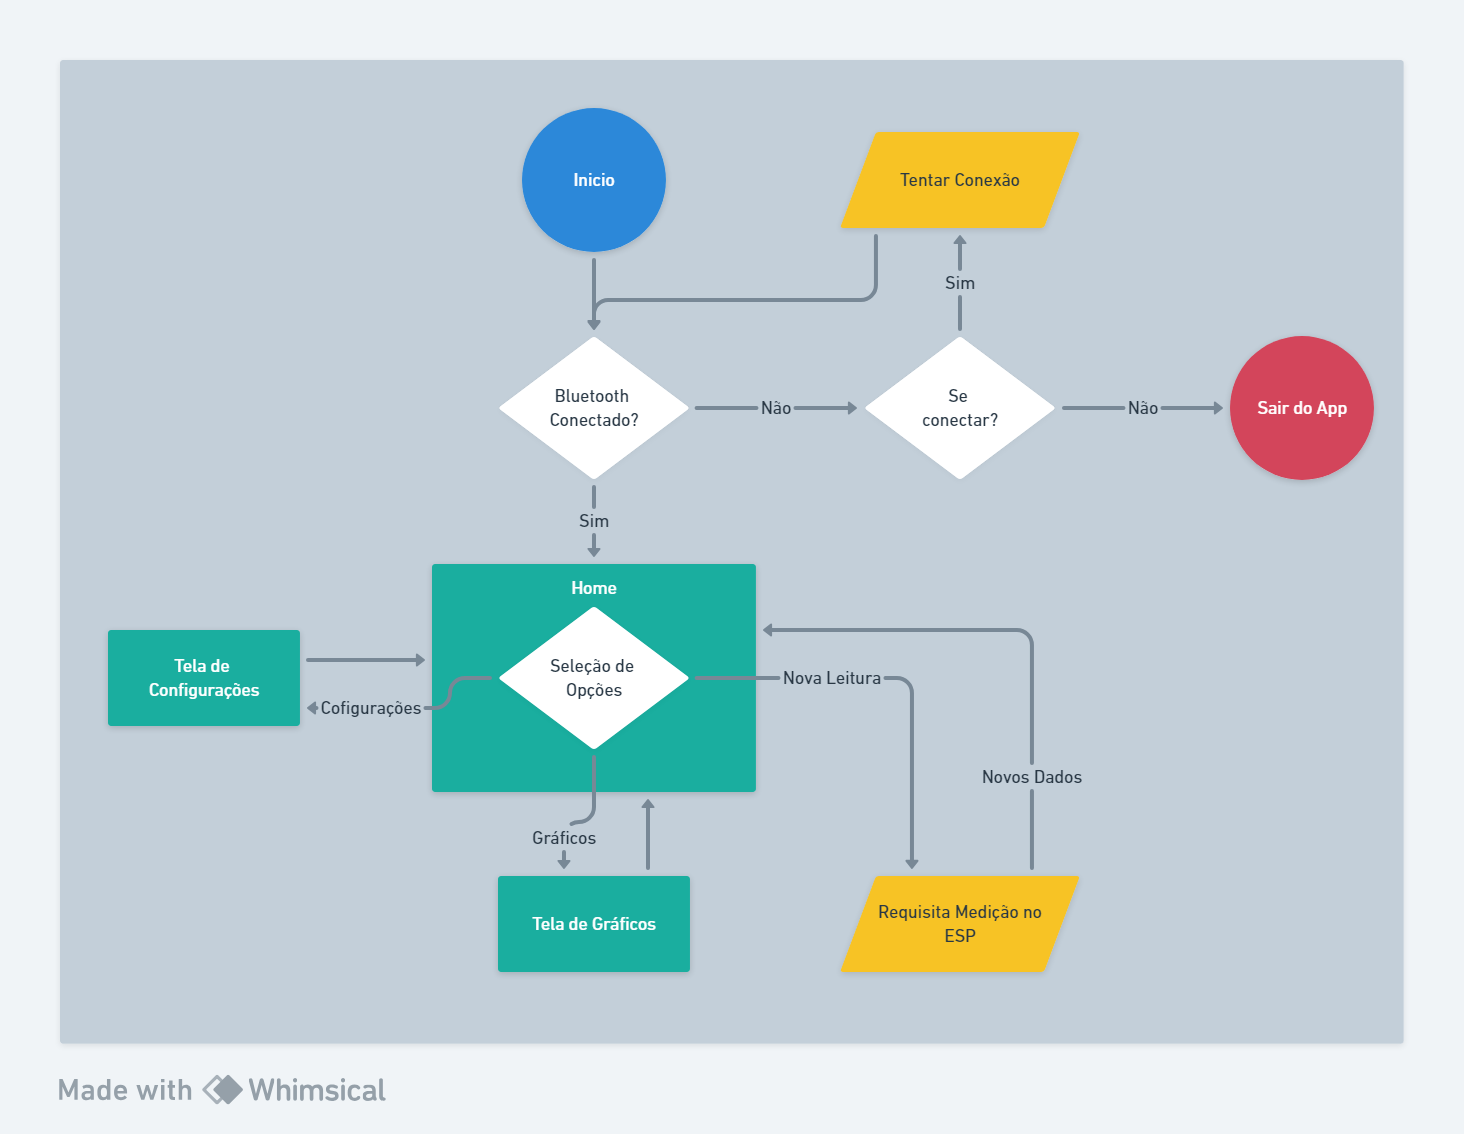 Inicio
Tentar Conexão
Sim
Bluetooth
Conectado?
Não
Se
conectar?
Não
Sair do App
Sim
Home
Tela de
Configurações
Seleção de
Opções
Nova Leitura
Cofigurações
Novos Dados
Gráficos
Tela de Gráficos
Requisita Medição no
ESP
Made with Whimsical